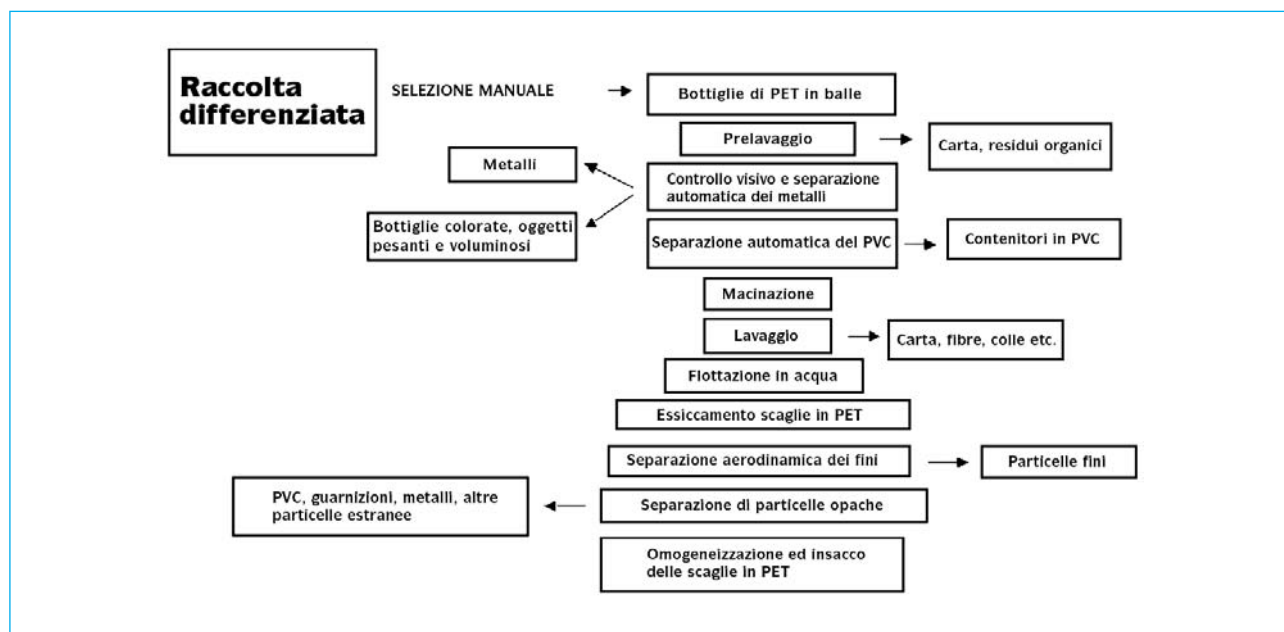 Raccolta
differenziata
SELEZIONE MANUALE
Bottiglie di PET in balle
Prelavaggio
Carta, residui organici
Metalli
Controllo visivo e separazione
automatica dei metalli
Bottiglie colorate, oggetti
pesanti e voluminosi
Separazione automatica del PVC
Contenitori in PVC
Macinazione
Lavaggio
Carta, fibre, colle etc.
Flottazione in acqua
Essiccamento scaglie in PET
Separazione aerodinamica dei fini
Particelle fini
PVC, guarnizioni, metalli, altre
particelle estranee
Separazione di particelle opache
Omogeneizzazione ed insacco
delle scaglie in PET